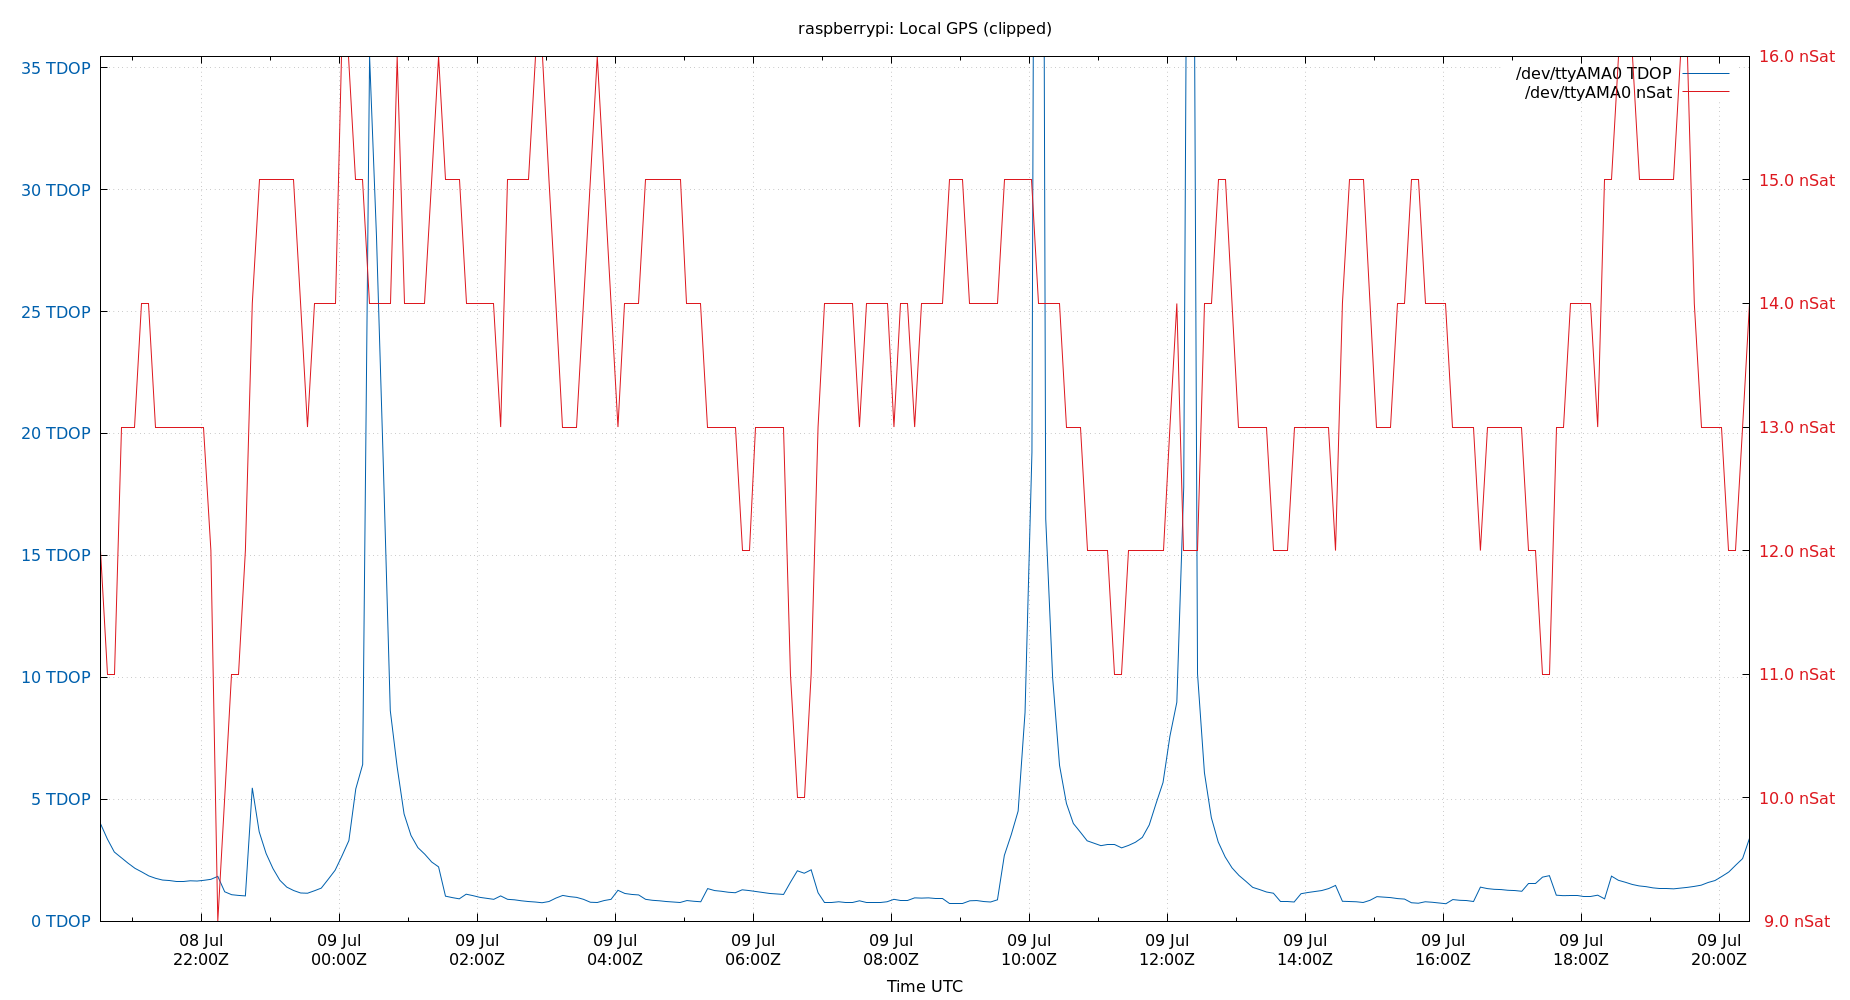 raspberrypi: Local GPS (clipped)
35 TDOP
30 TDOP
25 TDOP
20 TDOP
15 TDOP
10 TDOP
5 TDOP
0 TDOP
/dev/ttyAMA0 TDOP
/dev/ttyAMA0 nSat
16.0 nSat
15.0 nSat
14.0 nSat
13.0 nSat
12.0 nSat
11.0 nSat
10.0 nSat
9.0 nSat
08 Jul
22:00Z
09 Jul
00:00Z
09 Jul
02:00Z
09 Jul
04:00Z
09 Jul
06:00Z
09 Jul
08:00Z
09 Jul
10:00Z
09 Jul
12:00Z
09 Jul
14:00Z
09 Jul
16:00Z
09 Jul
18:00Z
09 Jul
20:00Z
Time UTC